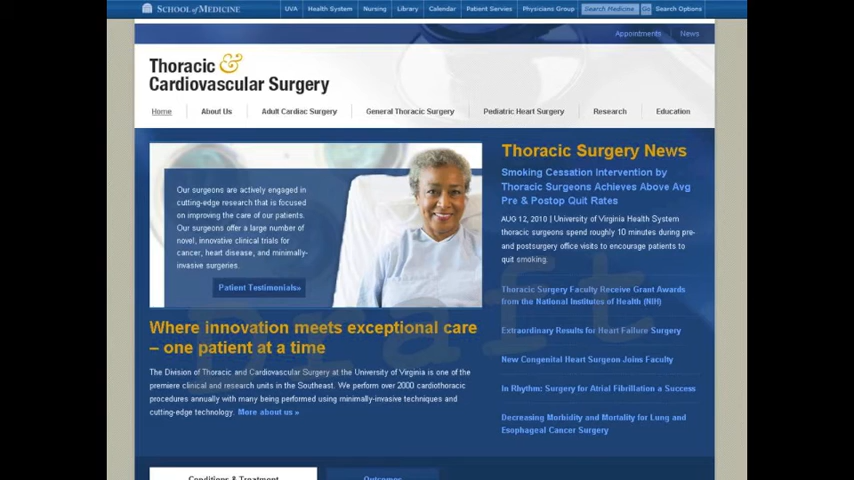 SCHOOL of MEDICINE
UVA Health System Nursing Library Calendar Patient Servies Physicians Group Search Medicine Go Search Options
Appointments News
Thoracic &
Cardiovascular Surgery
Home About Us Adult Cardiac Surgery General Thoracic Surgery Pediatric Heart Surgery Research Education
Our surgeons are actively engaged in
cutting-edge research that is focused
on improving the care of our patients.
Our surgeons offer a large number of
novel, innovative clinical trials for
cancer, heart disease, and minimally-
invasive surgeries.
Patient Testimonials»
Where innovation meets exceptional care
– one patient at a time
The Division of Thoracic and Cardiovascular Surgery at the University of Virginia is one of the
premiere clinical and research units in the Southeast. We perform over 2000 cardiothoracic
procedures annually with many being performed using minimally-invasive techniques and
cutting-edge technology. More about us »
Thoracic Surgery News
Smoking Cessation Intervention by
Thoracic Surgeons Achieves Above Avg
Pre & Postop Quit Rates
AUG 12, 2010 | University of Virginia Health System
thoracic surgeons spend roughly 10 minutes during pre-
and postsurgery office visits to encourage patients to
quit smoking.
Thoracic Surgery Faculty Receive Grant Awards
from the National Institutes of Health (NIH)
Extraordinary Results for Heart Failure Surgery
New Congenital Heart Surgeon Joins Faculty
In Rhythm: Surgery for Atrial Fibrillation a Success
Decreasing Morbidity and Mortality for Lung and
Esophageal Cancer Surgery
Draft
Conditions & Treatment Outcomes